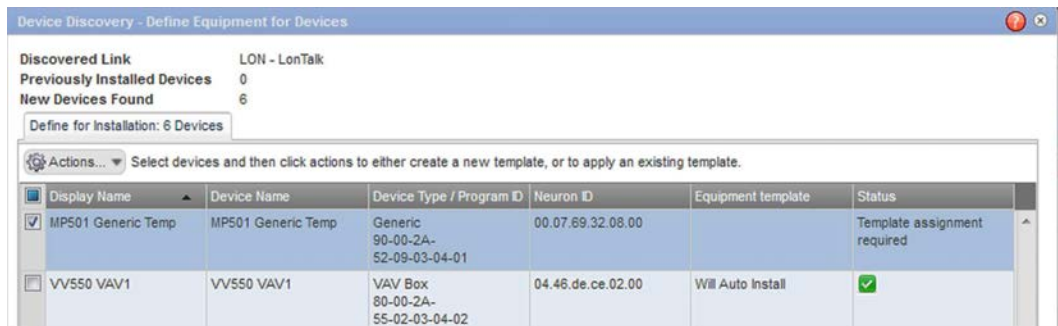 Device Discovery - Define Equipment for Devices
Discovered Link LON - LonTalk
Previously Installed Devices 0
New Devices Found 6
Define for Installation: 6 Devices
Actions... Select devices and then click actions to either create a new template, or to apply an existing template.
Display Name Device Name Device Type / Program ID Neuron ID Equipment template Status
MP501 Generic Temp MP501 Generic Temp Generic 00.07.69.32.08.00 Template assignment
90-00-2A- required
52-09-03-04-01
VV550 VAV1 VV550 VAV1 VAV Box 04.46.de.ce.02.00 Will Auto Install
80-00-2A-
55-02-03-04-02